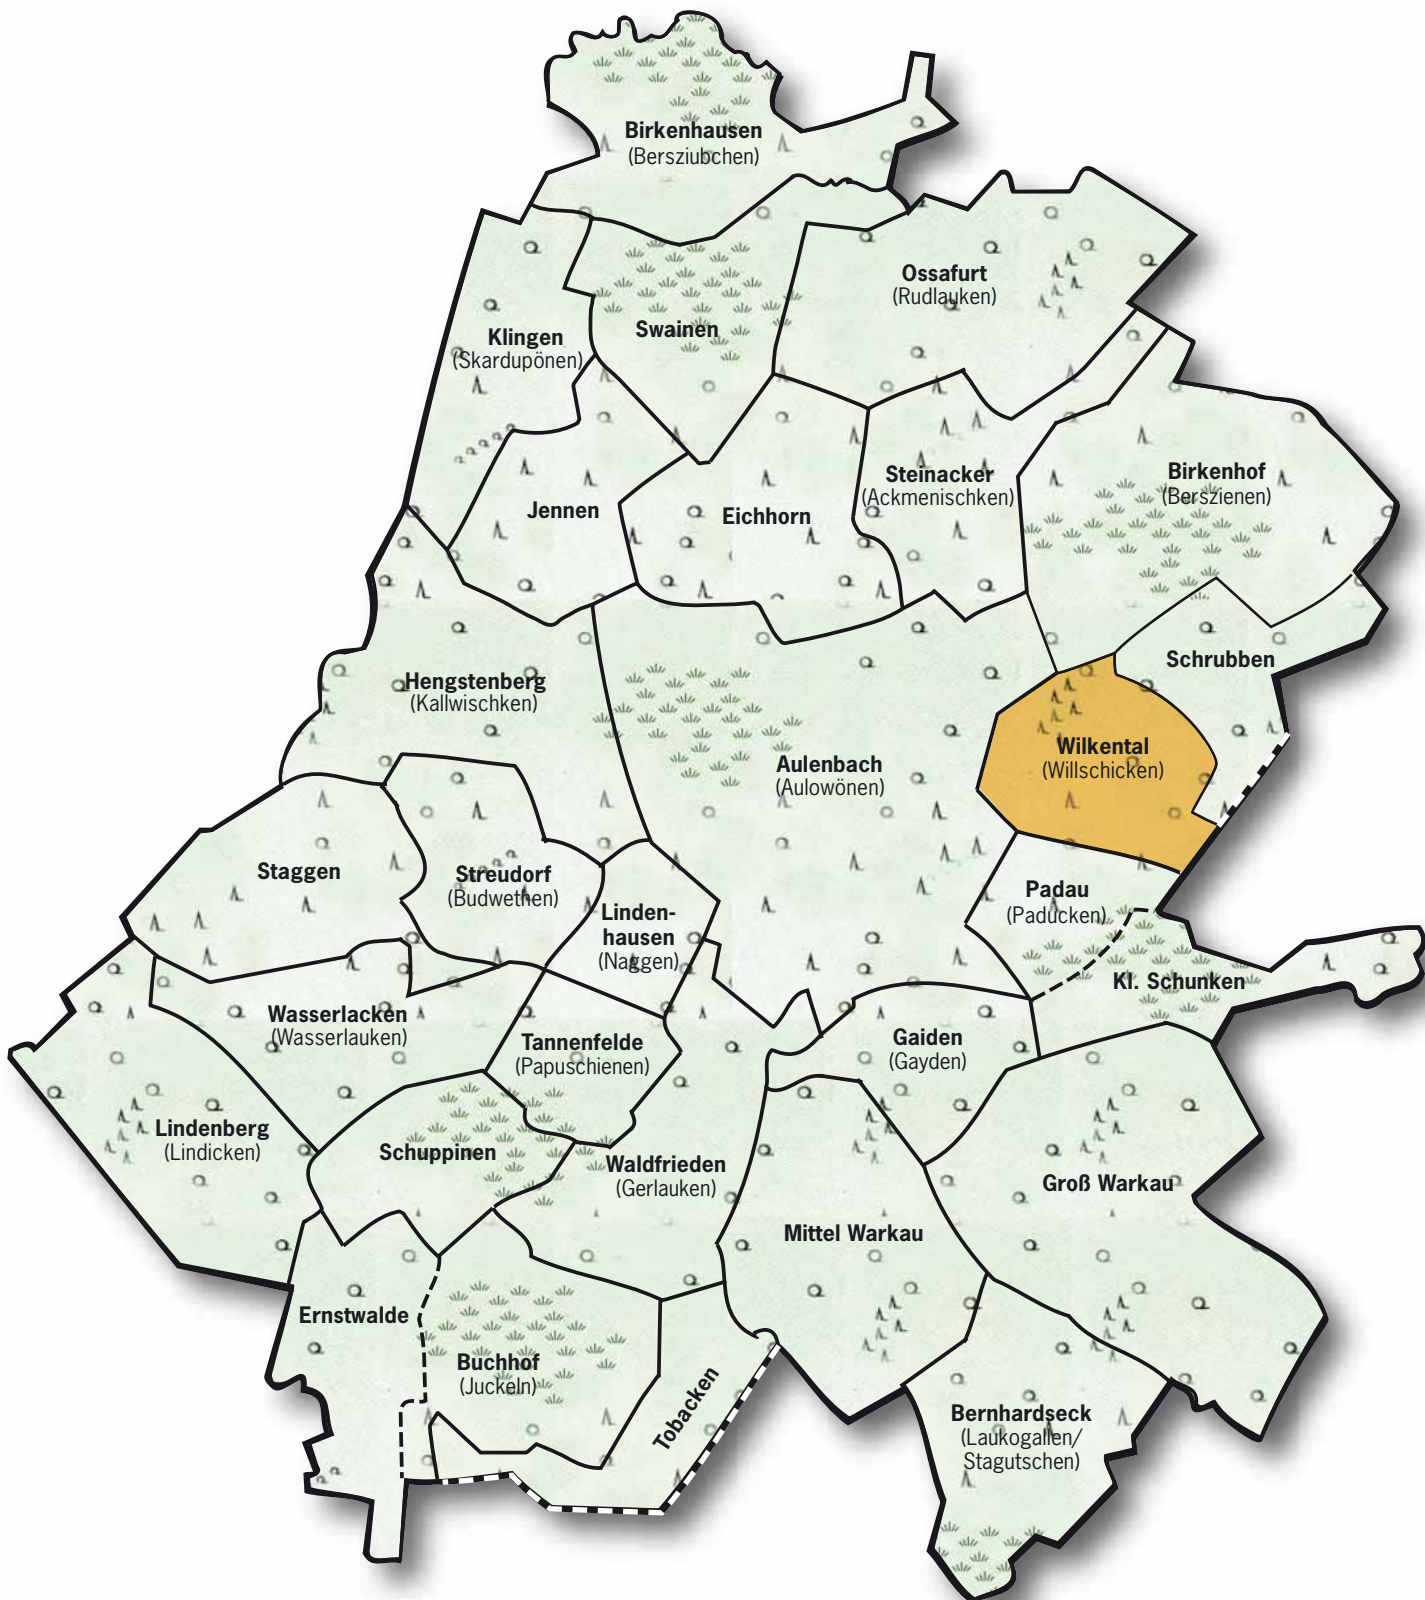 Birkenhausen
(Bersziubchen)
Ossafurt
(Rudlauken)
Klingen
(Skardupönen)
Swainen
Steinacker
(Ackmenischken)
Birkenhof
(Berszienen)
Jennen
Eichhorn
Schrubben
Hengstenberg
(Kallwischken)
Wilkental
(Willschicken)
Aulenbach
(Aulowönen)
Staggen
Streudorf
(Budwethen)
Padau
(Paducken)
Linden-
hausen
(Naggen)
Kl. Schunken
Wasserlacken
(Wasserlauken)
Tannenfelde
(Papuschienen)
Gaiden
(Gayden)
Lindenberg
(Lindicken)
Schuppinen
Waldfrieden
(Gerlauken)
Groß Warkau
Mittel Warkau
Ernstwalde
Buchhof
(Juckeln)
Tobacken
Bernhardseck
(Laukogallen/
Stagutschen)